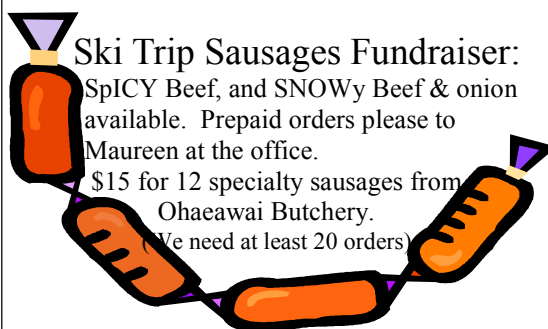 Ski Trip Sausages Fundraiser:
SpICY Beef, and SNOWy Beef & onion
available.  Prepaid orders please to
Maureen at the office.
$15 for 12 specialty sausages from
Ohaeawai Butchery.
(We need at least 20 orders)